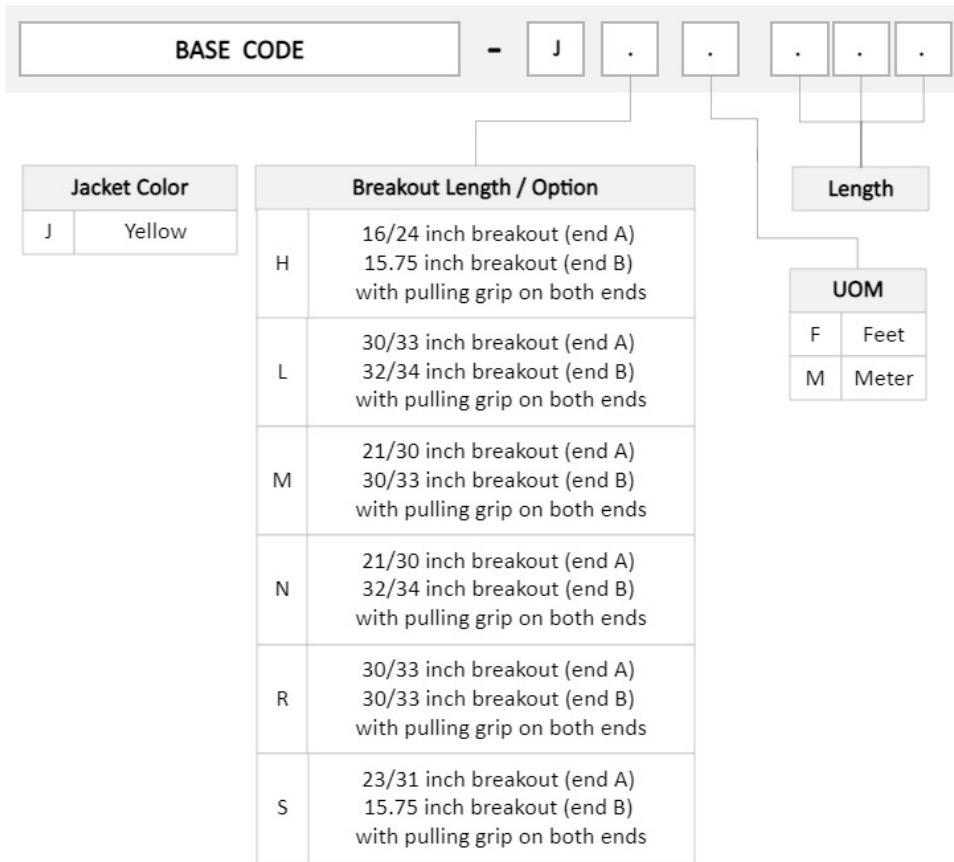 BASE CODE - J . . . . .
Jacket Color
J Yellow
Breakout Length / Option
H
16/24 inch breakout (end A)
15.75 inch breakout (end B)
with pulling grip on both ends
L
30/33 inch breakout (end A)
32/34 inch breakout (end B)
with pulling grip on both ends
M
21/30 inch breakout (end A)
30/33 inch breakout (end B)
with pulling grip on both ends
N
21/30 inch breakout (end A)
32/34 inch breakout (end B)
with pulling grip on both ends
R
30/33 inch breakout (end A)
30/33 inch breakout (end B)
with pulling grip on both ends
S
23/31 inch breakout (end A)
15.75 inch breakout (end B)
with pulling grip on both ends
Length
UOM
F Feet
M Meter